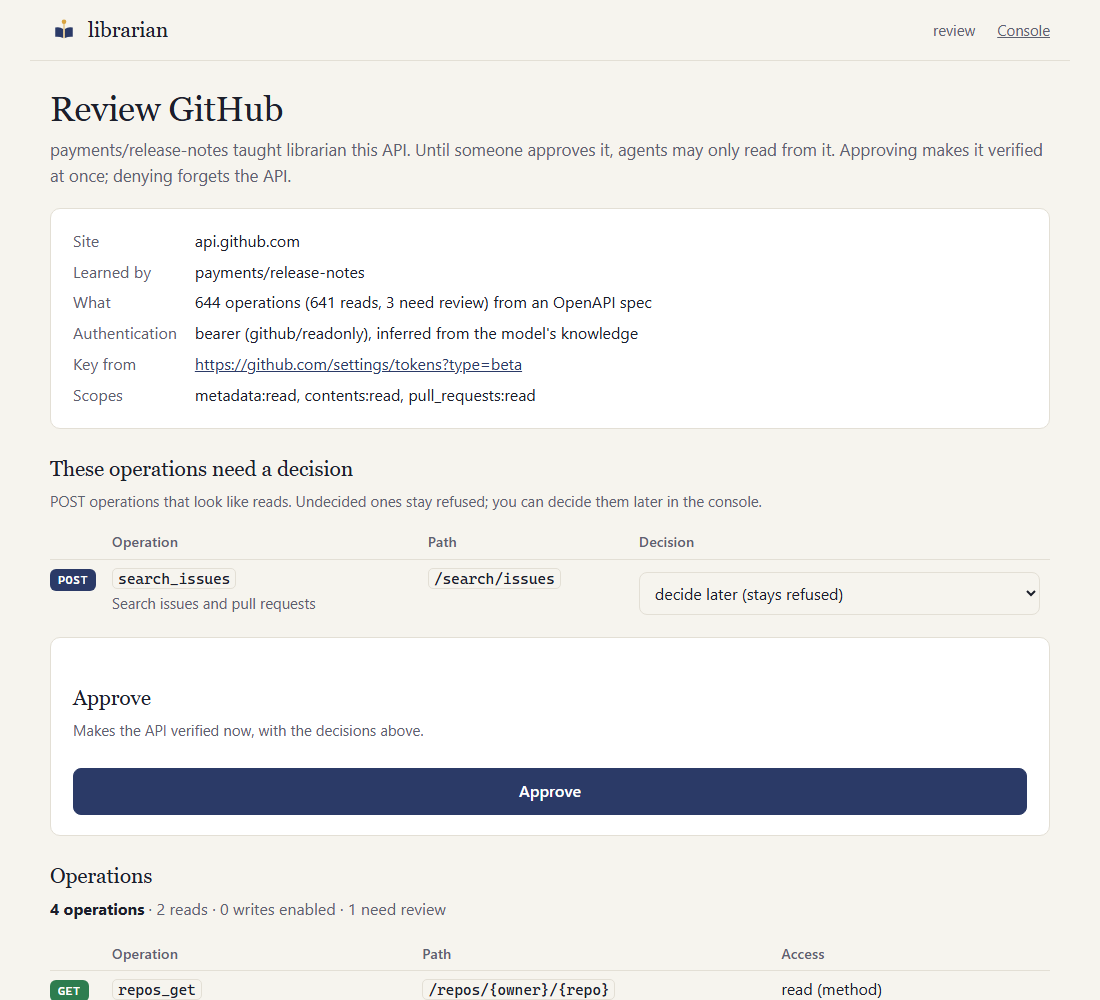 librarian
review Console
Review GitHub
payments/release-notes taught librarian this API. Until someone approves it, agents may only read from it. Approving makes it verified
at once; denying forgets the API.
Site api.github.com
Learned by payments/release-notes
What 644 operations (641 reads, 3 need review) from an OpenAPI spec
Authentication bearer (github/readonly), inferred from the model's knowledge
Key from https://github.com/settings/tokens?type=beta
Scopes metadata:read, contents:read, pull_requests:read
These operations need a decision
POST operations that look like reads. Undecided ones stay refused; you can decide them later in the console.
Operation Path Decision
POST search_issues /search/issues decide later (stays refused)
Search issues and pull requests
Approve
Makes the API verified now, with the decisions above.
Approve
Operations
4 operations · 2 reads · 0 writes enabled · 1 need review
Operation Path Access
GET repos_get /repos/{owner}/{repo} read (method)